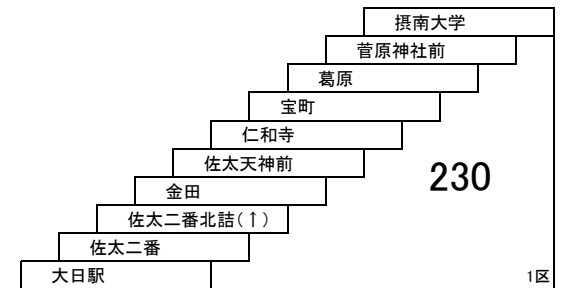 摂南大学
菅原神社前
葛原
宝町
仁和寺
佐太天神前
230
金田
佐太二番北詰(↑)
佐太二番
大日駅
1区